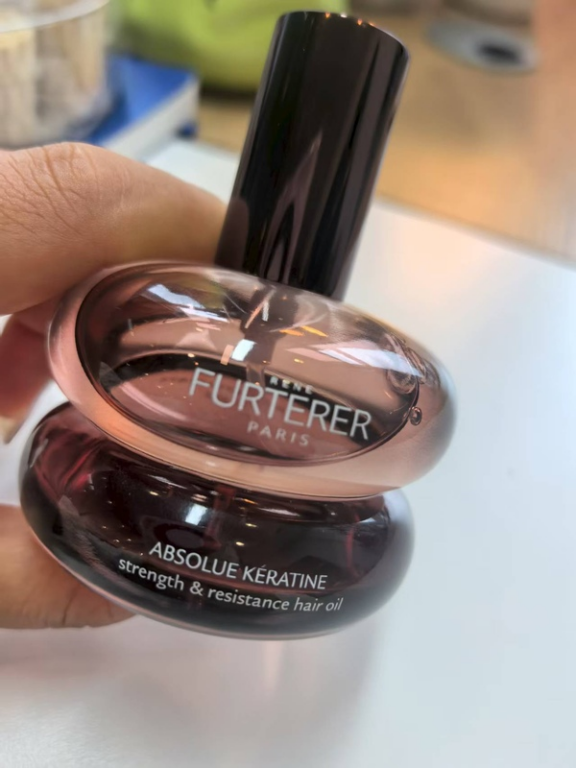 RENE
FURTERER
PARIS
ABSOLUE KÉRATINE
strength & resistance hair oil